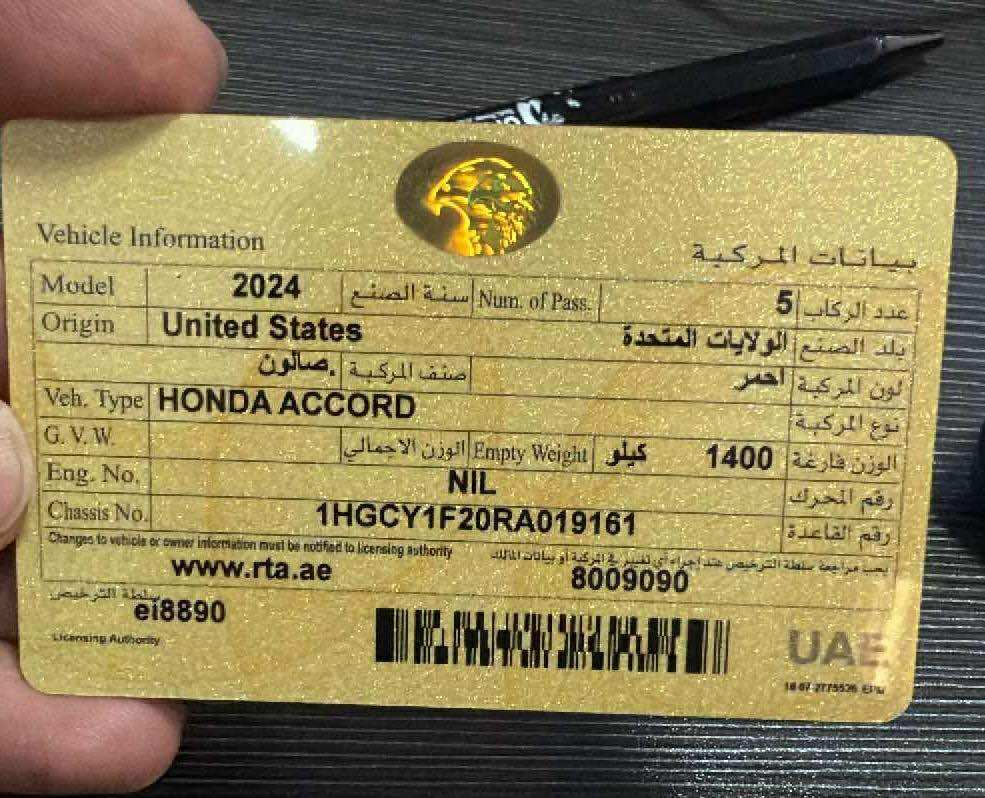 Vehicle Information بيانات المركبة
Model 2024 سنة الصنع Num. of Pass. 5 عدد الركاب
Origin United States الولايات المتحدة بلد الصنع
صالون. صنف المركبة احمر لون المركبة
Veh. Type HONDA ACCORD نوع المركبة
G. V. W. الوزن الاجمالي Empty Weight كيلو 1400 الوزن فارغة
Eng. No. NIL رقم المحرك
Chassis No. 1HGCY1F20RA019161 رقم القاعدة
Changes to vehicle or owner information must be notified to licensing authority يجب مراجعة سلطة الترخيص عند اجراء أي تغيير في المركبة أو بيانات المالك
www.rta.ae 8009090
سلطة الترخيص
ei8890
Licensing Authority
UAE